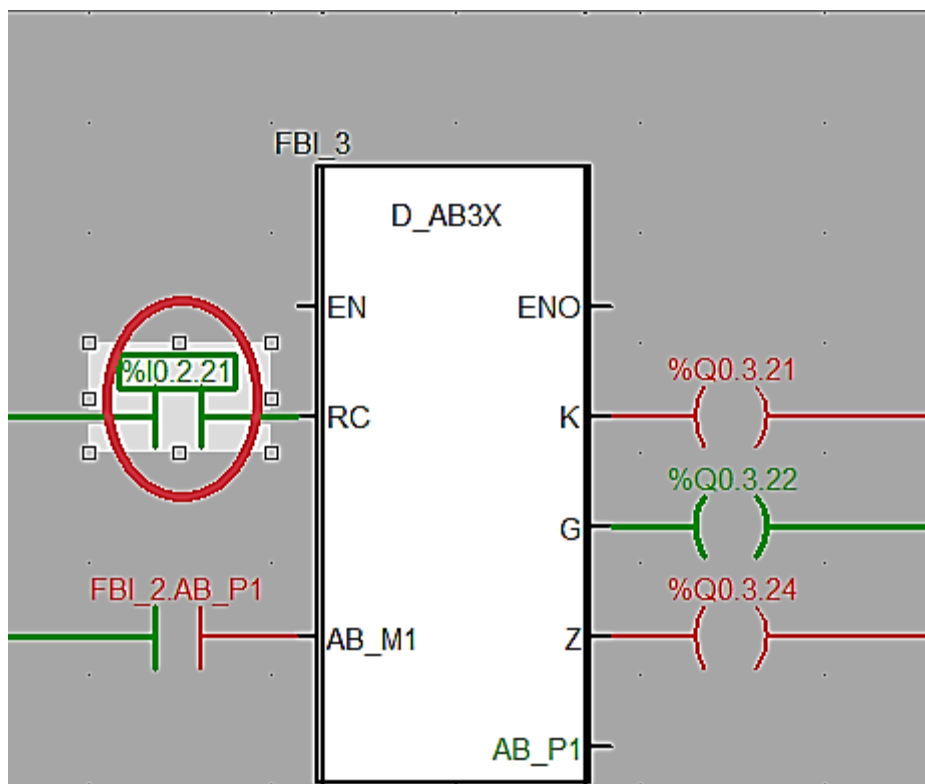 FBI_3
D_AB3X
EN ENO
%I0.2.21 %Q0.3.21
RC K
%Q0.3.22
G
FBI_2.AB_P1 %Q0.3.24
AB_M1 Z
AB_P1